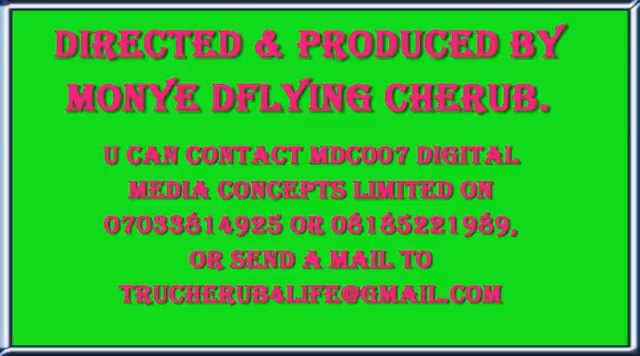 DIRECTED & PRODUCED BY
MONYE DFLYING CHERUB.
U CAN CONTACT MDC007 DIGITAL
MEDIA CONCEPTS LIMITED ON
07033814925 OR 08185221989,
OR SEND A MAIL TO
TRUCHERUB4LIFE@GMAIL.COM